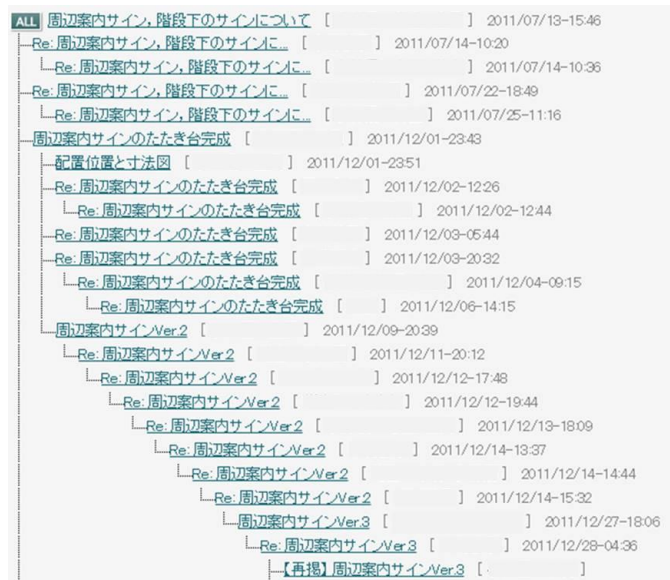 ALL 周辺案内サイン，階段下のサインについて [ ] 2011/07/13-15:46
Re: 周辺案内サイン，階段下のサインに... [ ] 2011/07/14-10:20
Re: 周辺案内サイン，階段下のサインに... [ ] 2011/07/14-10:36
Re: 周辺案内サイン，階段下のサインに... [ ] 2011/07/22-18:49
Re: 周辺案内サイン，階段下のサインに... [ ] 2011/07/25-11:16
周辺案内サインのたたき台完成 [ ] 2011/12/01-23:43
配置位置と寸法図 [ ] 2011/12/01-23:51
Re: 周辺案内サインのたたき台完成 [ ] 2011/12/02-12:26
Re: 周辺案内サインのたたき台完成 [ ] 2011/12/02-12:44
Re: 周辺案内サインのたたき台完成 [ ] 2011/12/03-05:44
Re: 周辺案内サインのたたき台完成 [ ] 2011/12/03-20:32
Re: 周辺案内サインのたたき台完成 [ ] 2011/12/04-09:15
Re: 周辺案内サインのたたき台完成 [ ] 2011/12/06-14:15
周辺案内サインVer.2 [ ] 2011/12/09-20:39
Re: 周辺案内サインVer.2 [ ] 2011/12/11-20:12
Re: 周辺案内サインVer.2 [ ] 2011/12/12-17:48
Re: 周辺案内サインVer.2 [ ] 2011/12/12-19:44
Re: 周辺案内サインVer.2 [ ] 2011/12/13-18:09
Re: 周辺案内サインVer.2 [ ] 2011/12/14-13:37
Re: 周辺案内サインVer.2 [ ] 2011/12/14-14:44
Re: 周辺案内サインVer.2 [ ] 2011/12/14-15:32
周辺案内サインVer.3 [ ] 2011/12/27-18:06
Re: 周辺案内サインVer.3 [ ] 2011/12/28-04:36
【再掲】周辺案内サインVer.3 [ ]